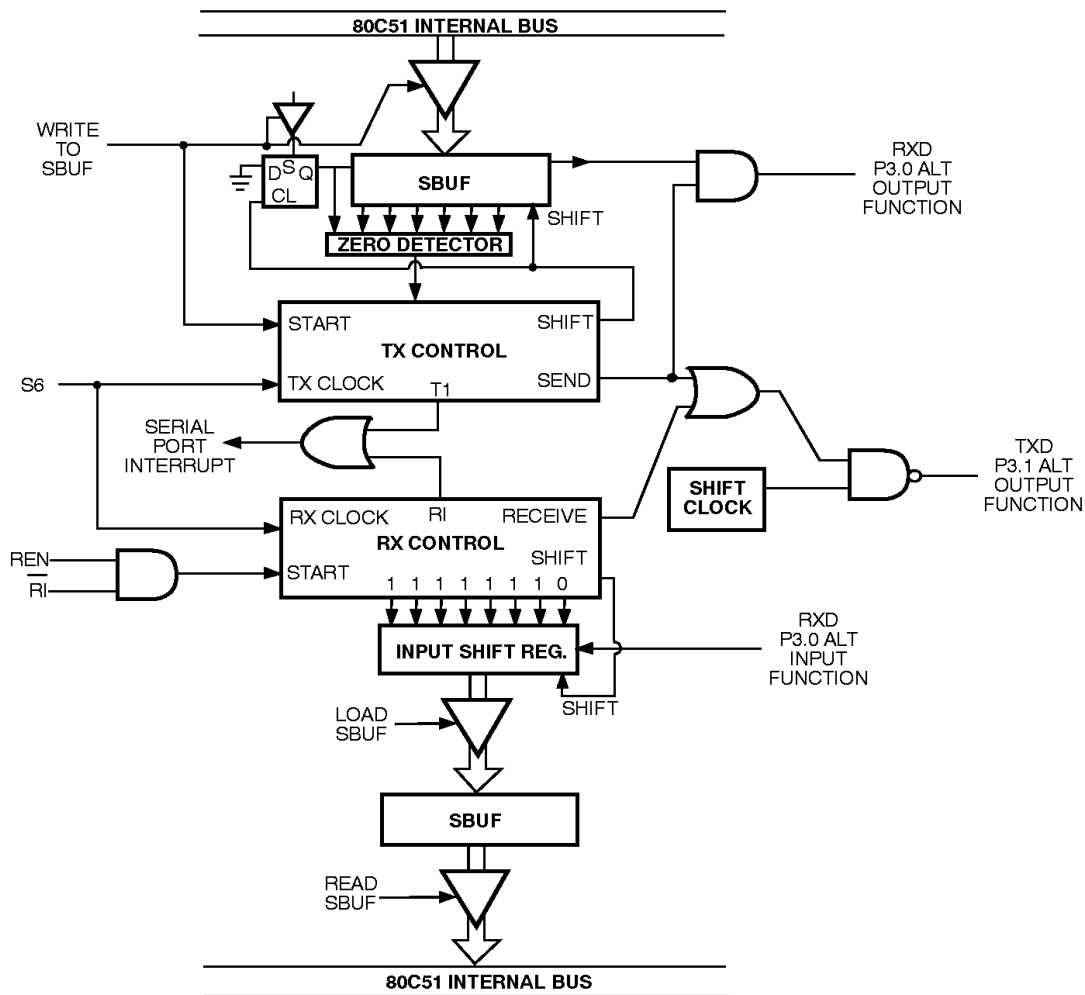 80C51 INTERNAL BUS
WRITE
TO
SBUF
D S Q
CL
SBUF
SHIFT
ZERO DETECTOR
RXD
P3.0 ALT
OUTPUT
FUNCTION
START
SHIFT
TX CONTROL
S6
TX CLOCK
T1
SEND
SERIAL
PORT
INTERRUPT
TXD
P3.1 ALT
OUTPUT
FUNCTION
SHIFT
CLOCK
RX CLOCK
RI
RECEIVE
RX CONTROL
SHIFT
REN
RI
START
1 1 1 1 1 1 1 0
INPUT SHIFT REG.
RXD
P3.0 ALT
INPUT
FUNCTION
SHIFT
LOAD
SBUF
SBUF
READ
SBUF
80C51 INTERNAL BUS